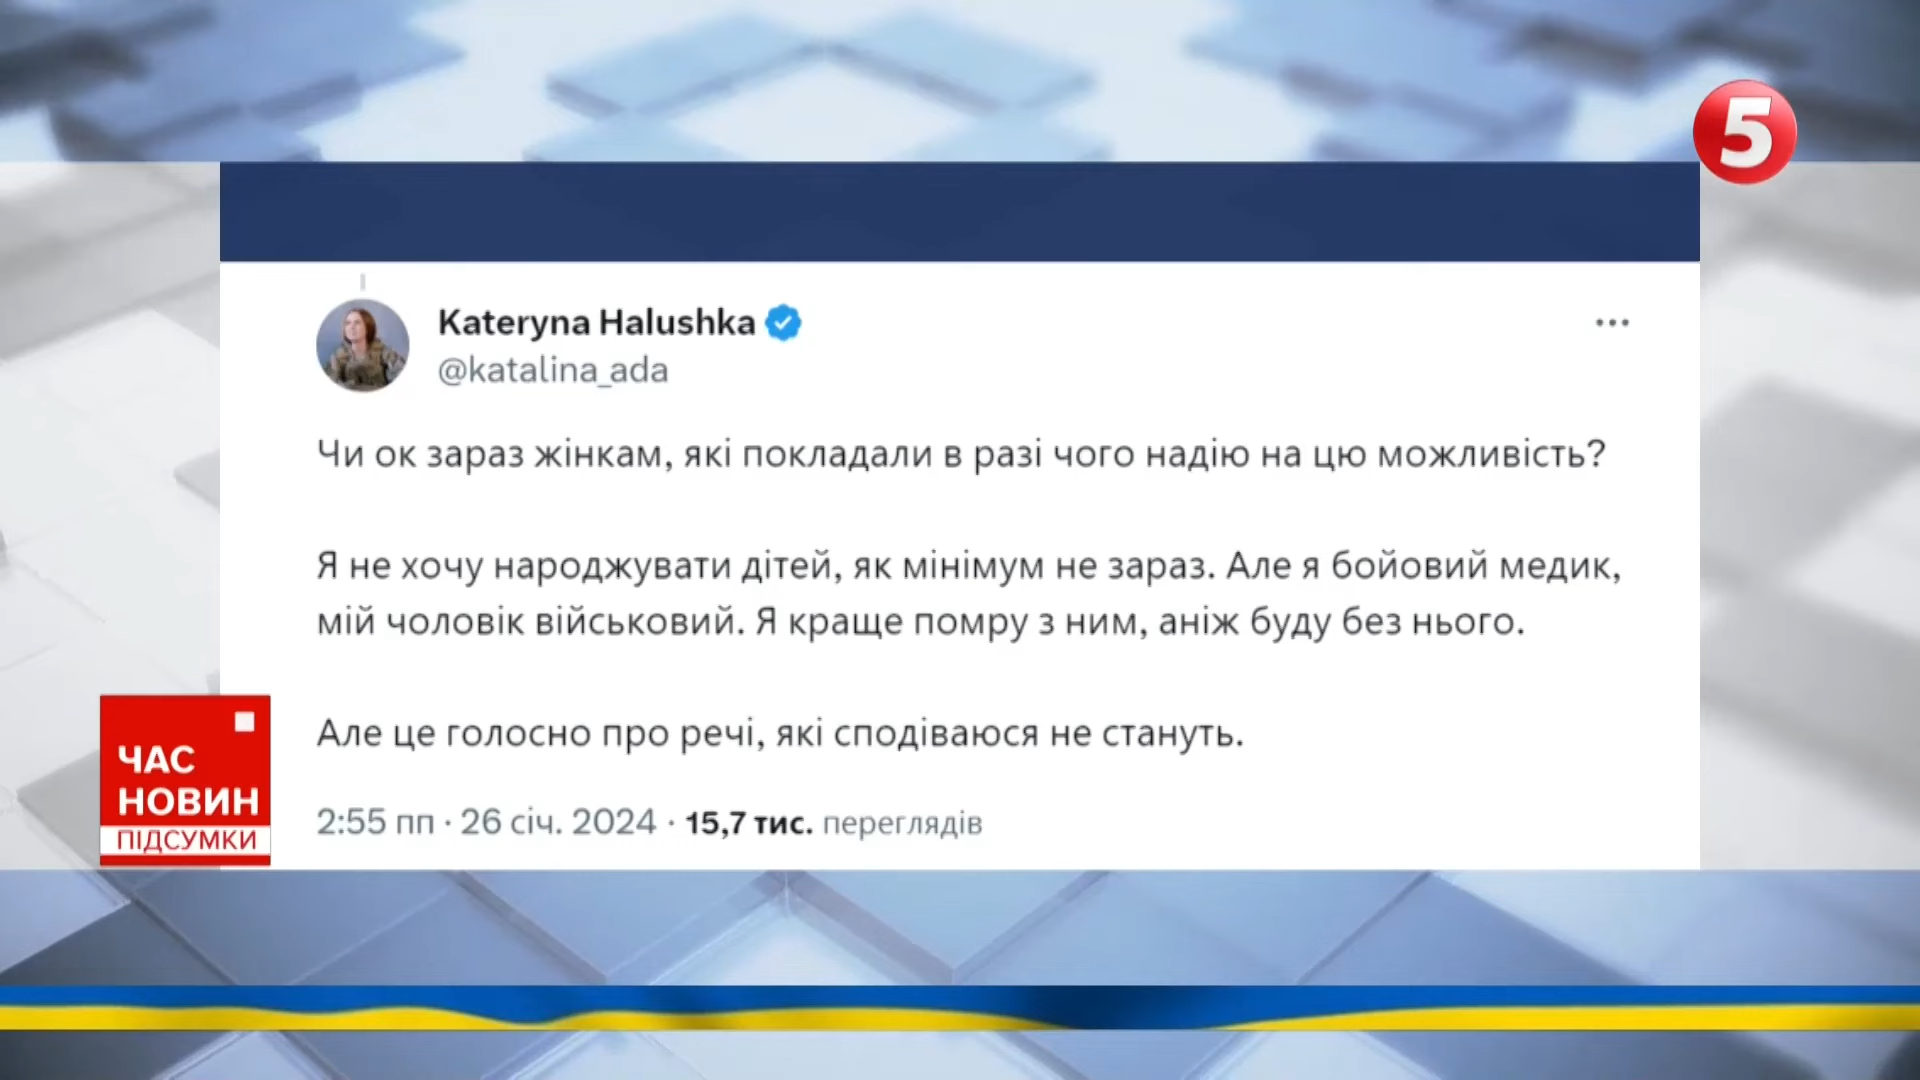 5
Kateryna Halushka
@katalina_ada
Чи ок зараз жінкам, які покладали в разі чого надію на цю можливість?
Я не хочу народжувати дітей, як мінімум не зараз. Але я бойовий медик,
мій чоловік військовий. Я краще помру з ним, аніж буду без нього.
Але це голосно про речі, які сподіваюся не стануть.
2:55 пп · 26 січ. 2024 · 15,7 тис. переглядів
ЧАС
НОВИН
ПІДСУМКИ